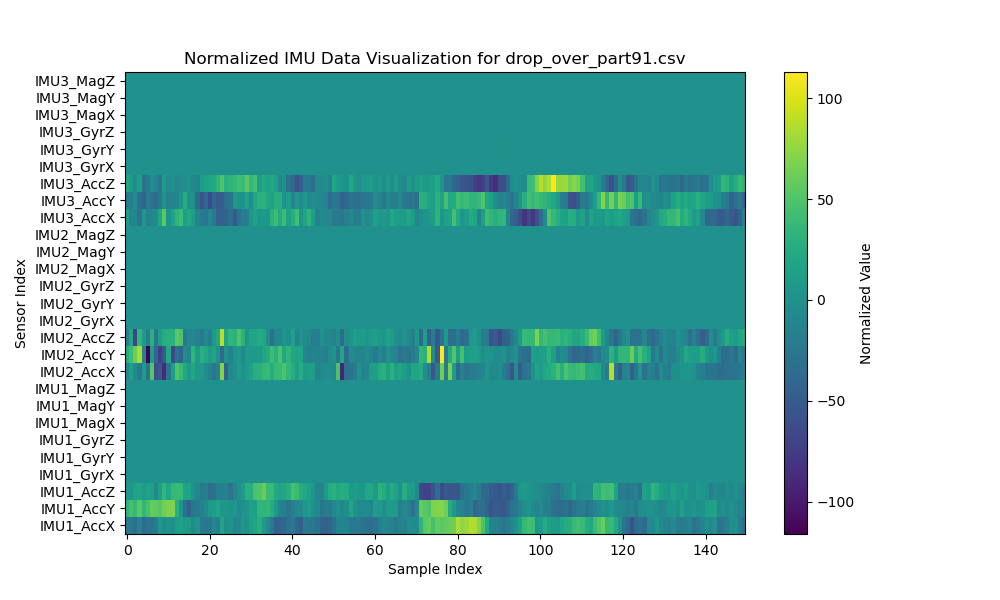 Normalized IMU Data Visualization for drop_over_part91.csv
IMU3_MagZ
IMU3_MagY
IMU3_MagX
IMU3_GyrZ
IMU3_GyrY
IMU3_GyrX
IMU3_AccZ
IMU3_AccY
IMU3_AccX
IMU2_MagZ
IMU2_MagY
IMU2_MagX
IMU2_GyrZ
IMU2_GyrY
IMU2_GyrX
IMU2_AccZ
IMU2_AccY
IMU2_AccX
IMU1_MagZ
IMU1_MagY
IMU1_MagX
IMU1_GyrZ
IMU1_GyrY
IMU1_GyrX
IMU1_AccZ
IMU1_AccY
IMU1_AccX
Sensor Index
0 20 40 60 80 100 120 140
Sample Index
100
50
0
−50
−100
Normalized Value